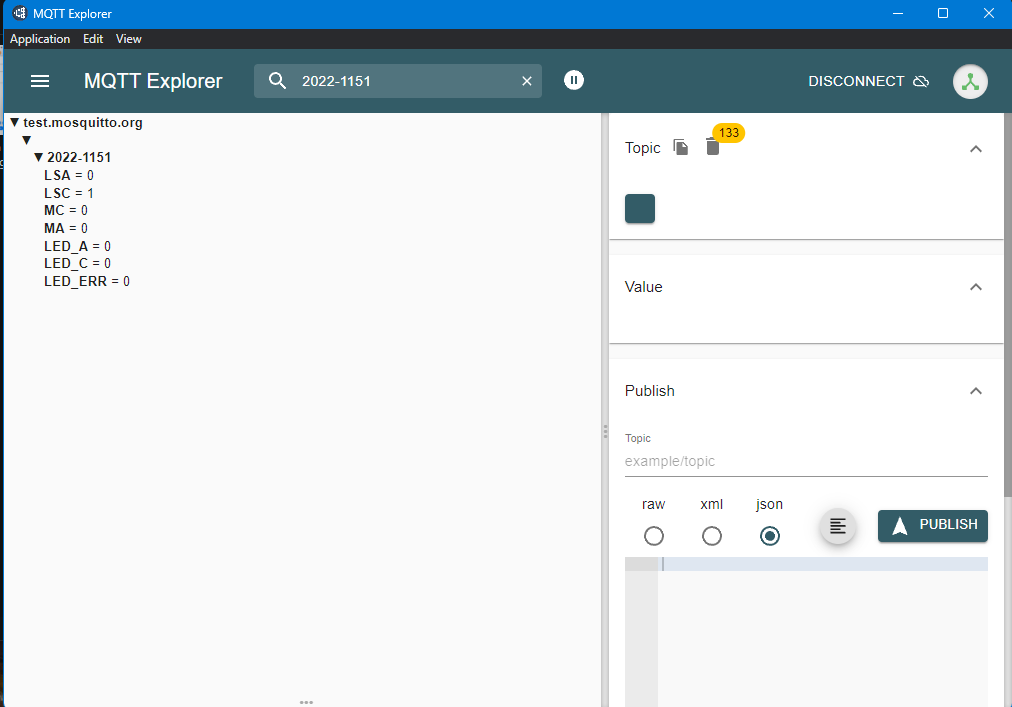 MQTT Explorer
Application Edit View
MQTT Explorer
2022-1151
DISCONNECT
test.mosquitto.org
2022-1151
LSA = 0
LSC = 1
MC = 0
MA = 0
LED_A = 0
LED_C = 0
LED_ERR = 0
Topic
133
Value
Publish
Topic
example/topic
raw xml json
PUBLISH